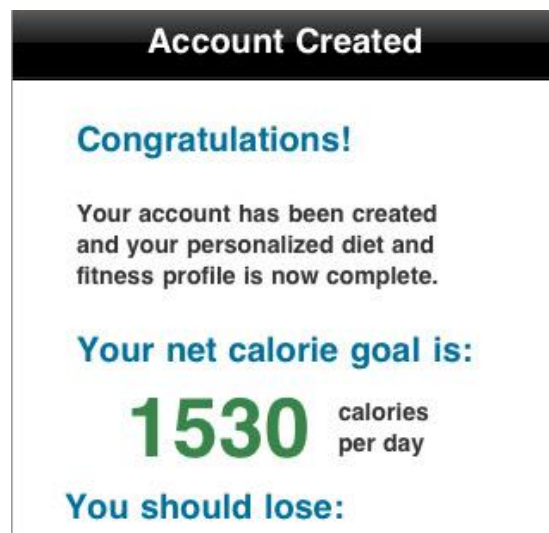 Account Created
Congratulations!
Your account has been created
and your personalized diet and
fitness profile is now complete.
Your net calorie goal is:
1530 calories
per day
You should lose: